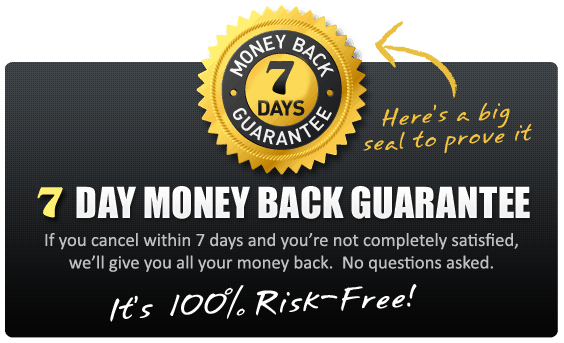 MONEY BACK
7
DAYS
GUARANTEE
Here's a big
seal to prove it
7 DAY MONEY BACK GUARANTEE
If you cancel within 7 days and you're not completely satisfied,
we'll give you all your money back.  No questions asked.
It's 100% Risk-Free!